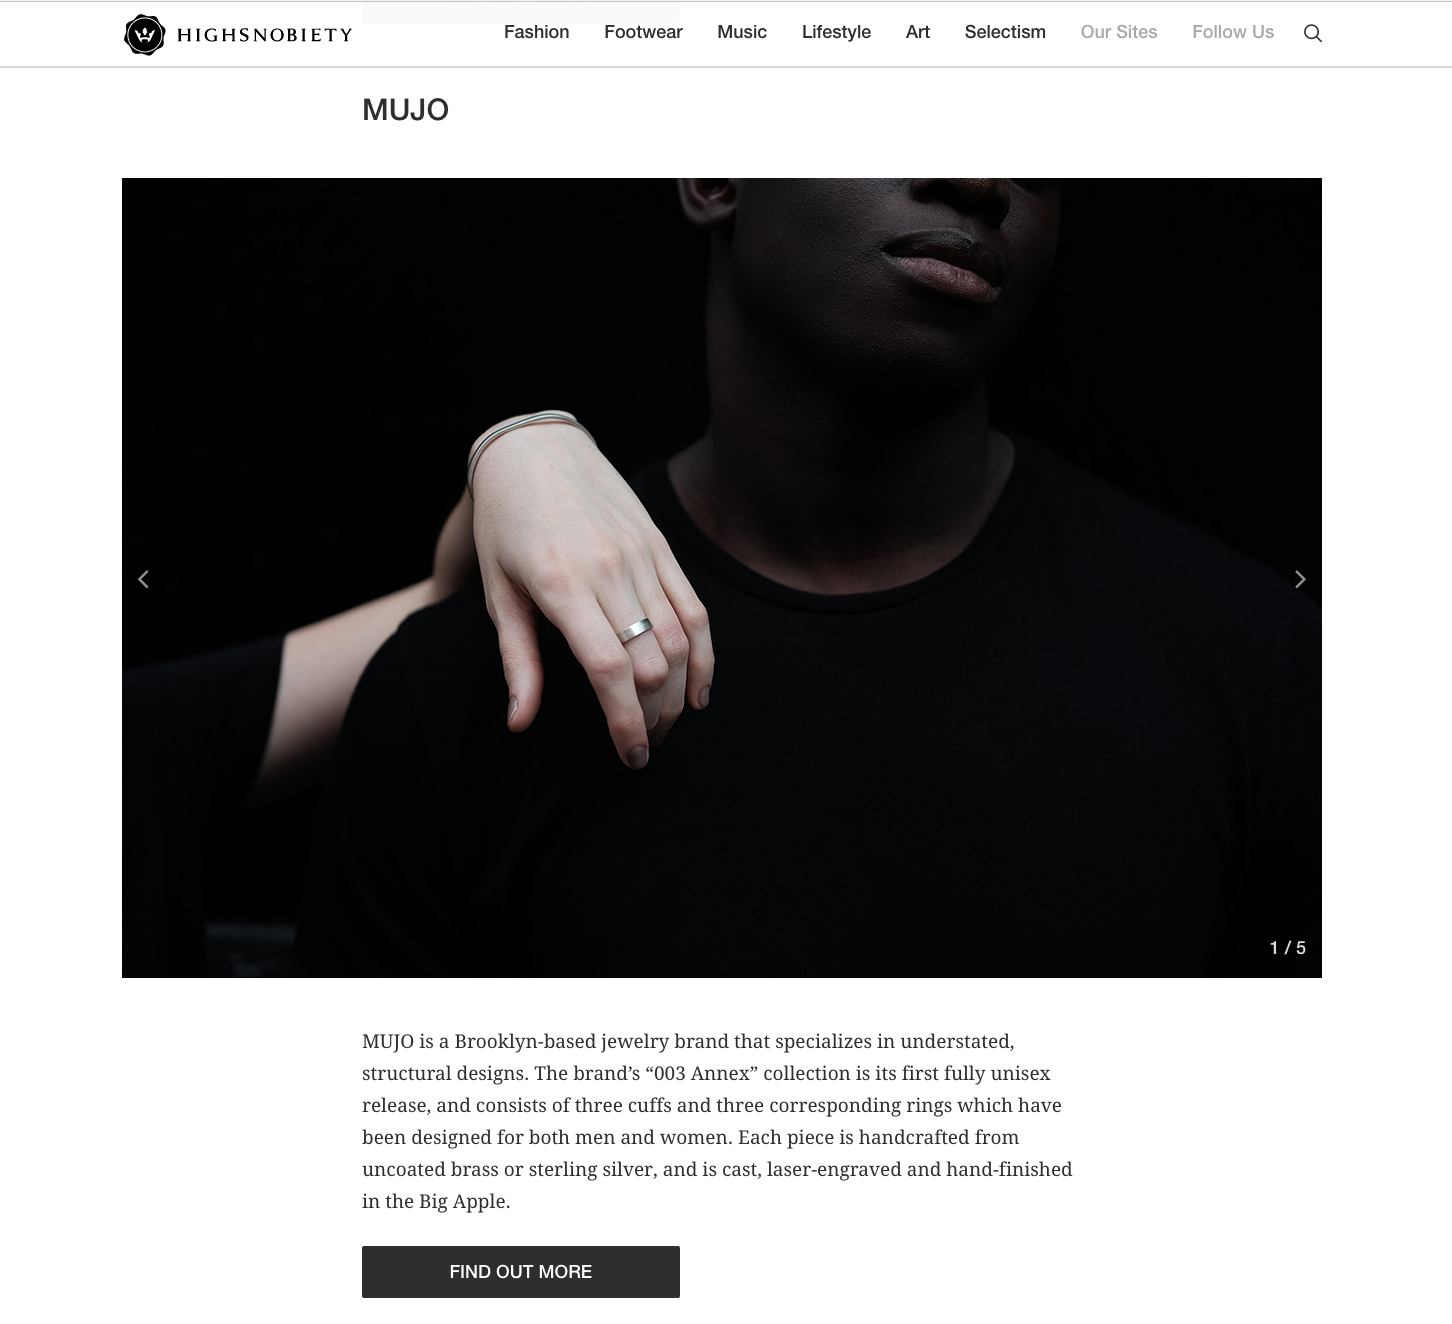 HIGHSNOBIETY
Fashion Footwear Music Lifestyle Art Selectism Our Sites Follow Us
MUJO
1 / 5
MUJO is a Brooklyn-based jewelry brand that specializes in understated,
structural designs. The brand’s “003 Annex” collection is its first fully unisex
release, and consists of three cuffs and three corresponding rings which have
been designed for both men and women. Each piece is handcrafted from
uncoated brass or sterling silver, and is cast, laser-engraved and hand-finished
in the Big Apple.
FIND OUT MORE